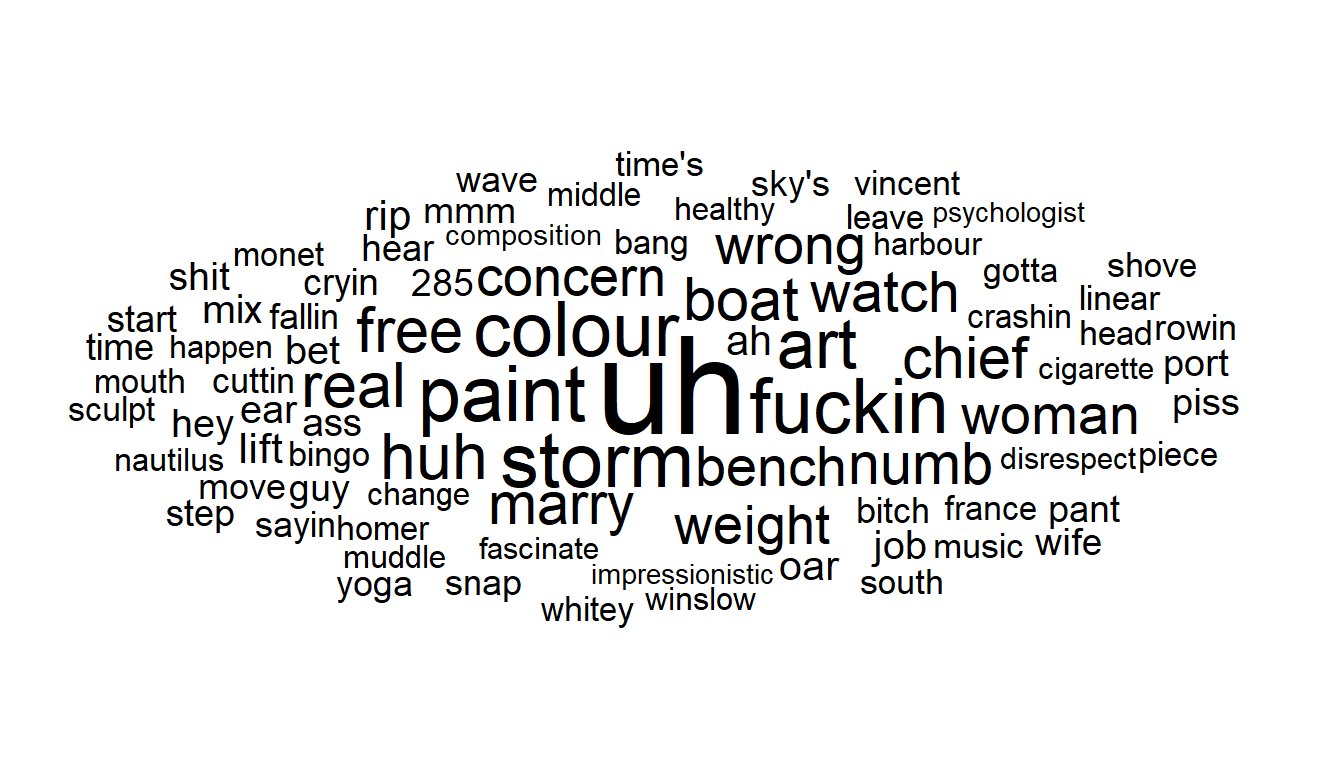 time's
wave middle sky's vincent
rip mmm healthy leave psychologist
monet hear composition bang wrong harbour
shit cryin 285 concern boat watch gotta shove
start mix fallin free colour ah art crashin linear
time happen bet chief head rowin
mouth cuttin real paint uh fuckin woman cigarette port
sculpt hey ear ass piss
nautilus lift bingo huh storm bench numb disrespect piece
move guy change marry
step sayin homer weight bitch france pant
muddle fascinate job music wife
yoga snap impressionistic oar south
whitey winslow